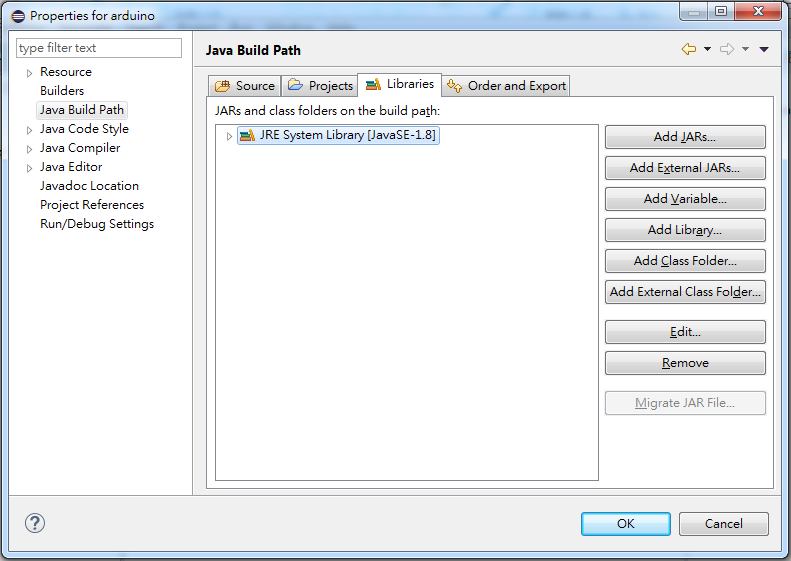 Properties for arduino
type filter text
Resource
Builders
Java Build Path
Java Code Style
Java Compiler
Java Editor
Javadoc Location
Project References
Run/Debug Settings
Java Build Path
Source
Projects
Libraries
Order and Export
JARs and class folders on the build path:
JRE System Library [JavaSE-1.8]
Add JARs...
Add External JARs...
Add Variable...
Add Library...
Add Class Folder...
Add External Class Folder...
Edit...
Remove
Migrate JAR File...
?
OK
Cancel